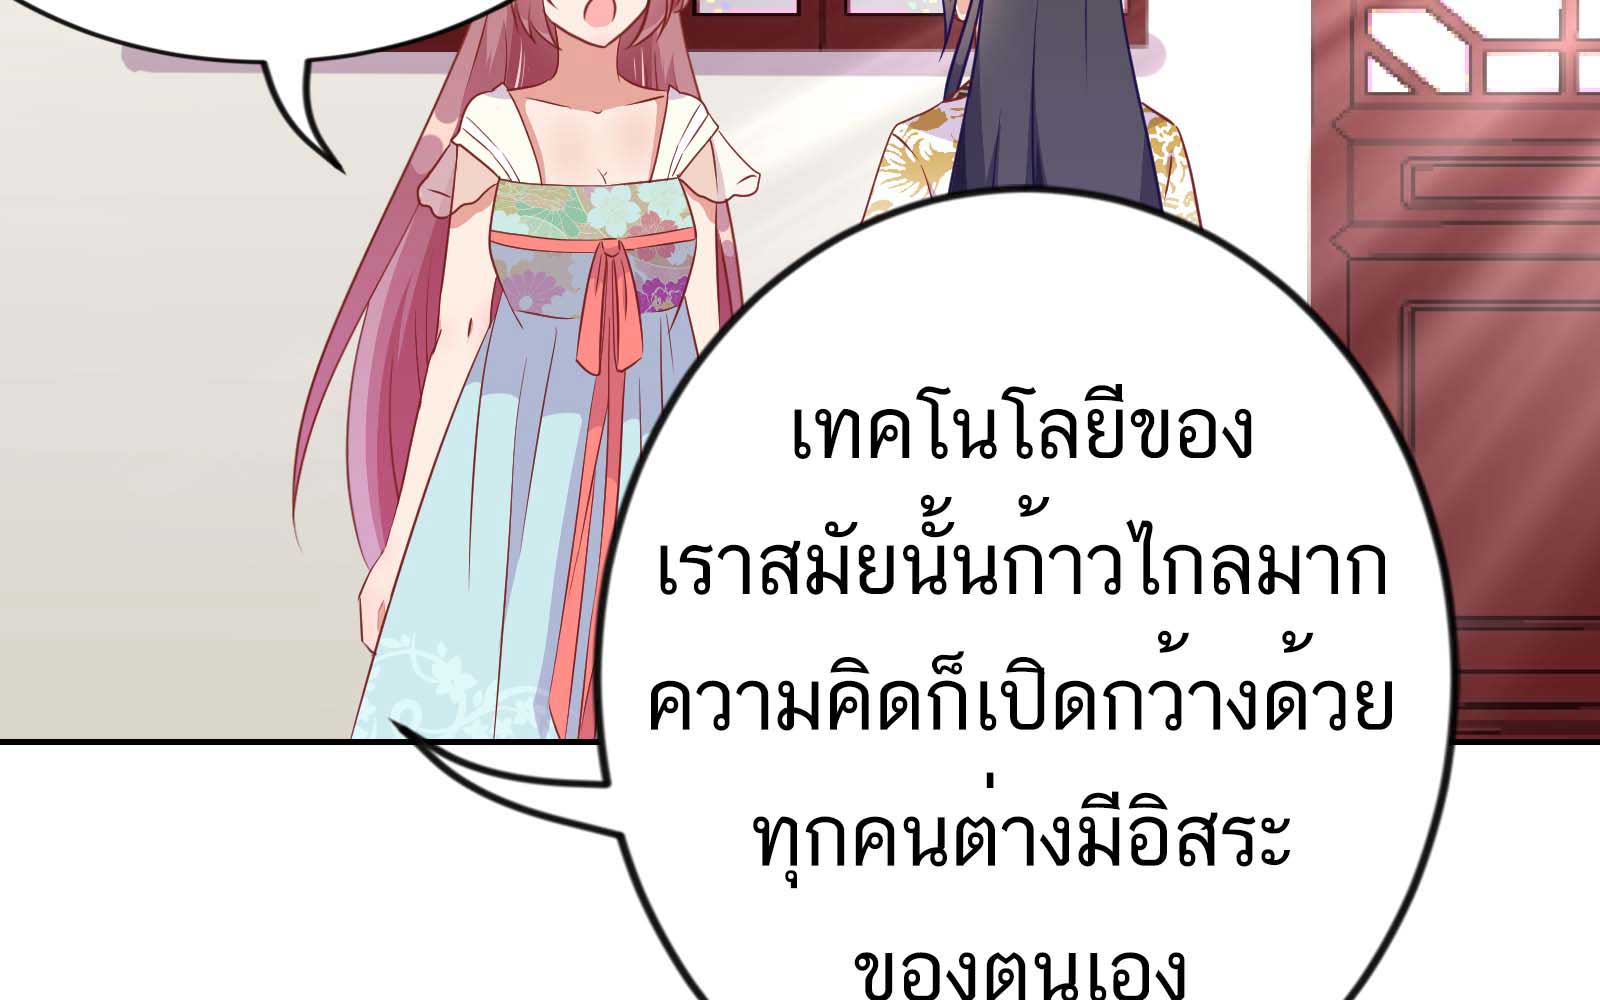 เทคโนโลยีของ
เราสมัยนั้นก้าวไกลมาก
ความคิดก็เปิดกว้างด้วย
ทุกคนต่างมีอิสระ
ของตนเอง